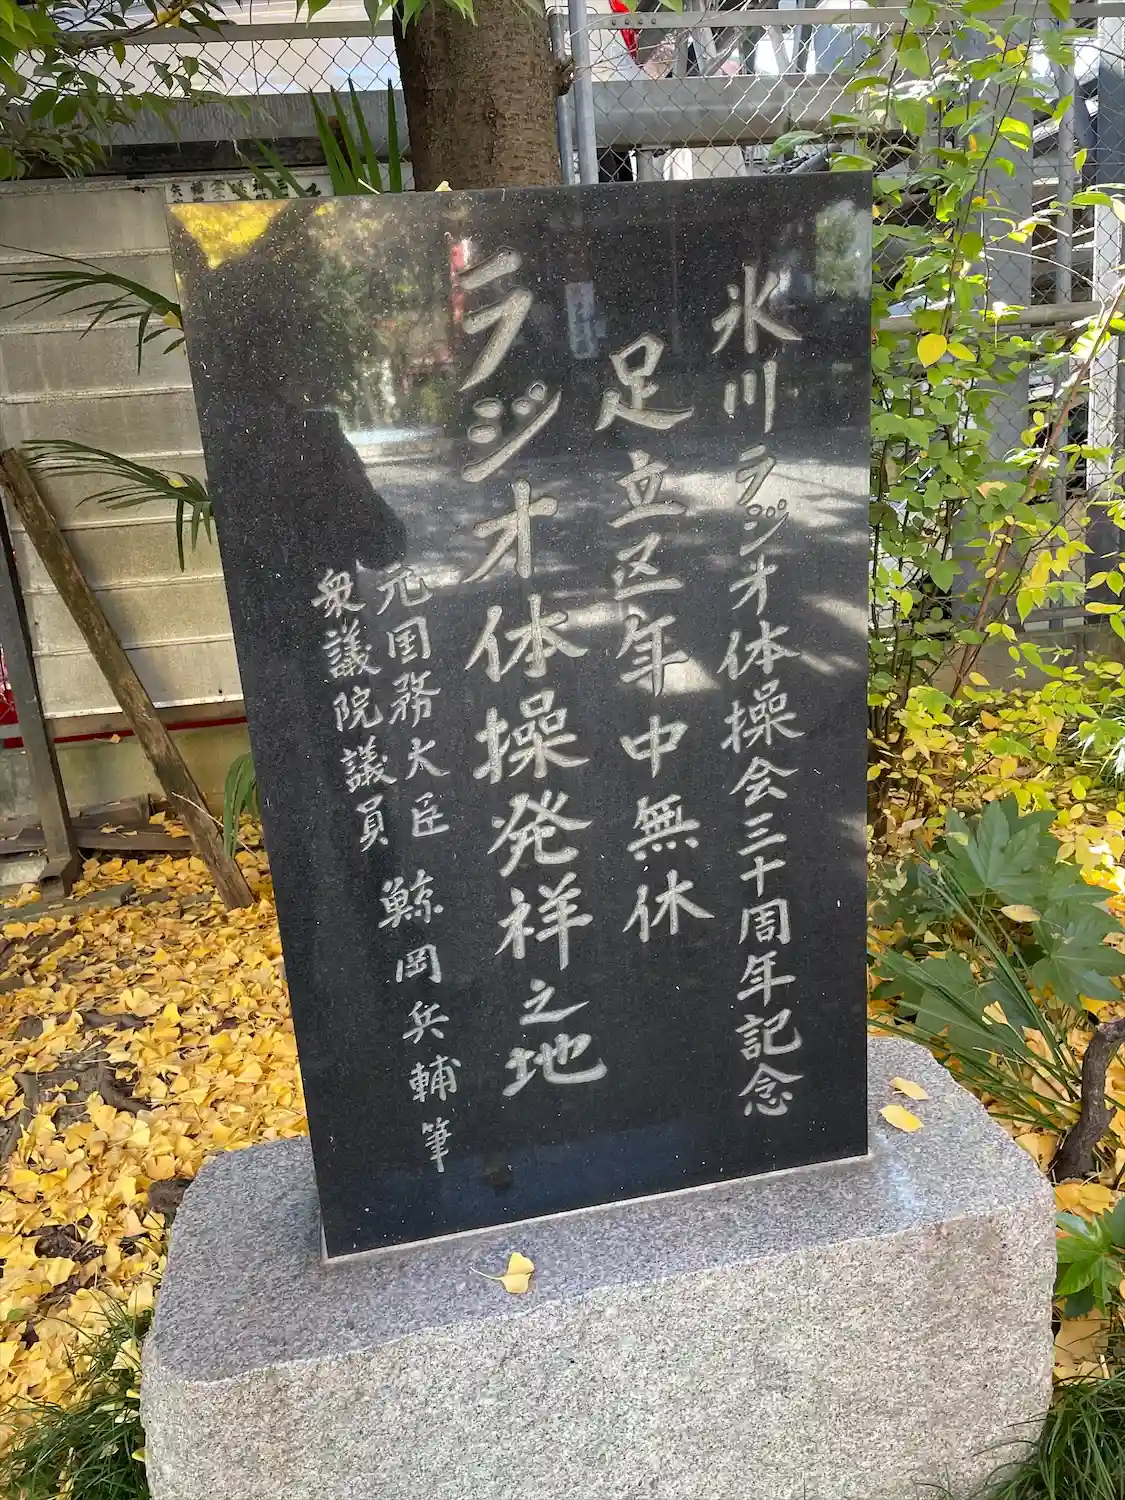 氷川ラジオ体操会三十周年記念
足立区年中無休
ラジオ体操発祥之地
元国務大臣 鯨岡兵輔筆
衆議院議員